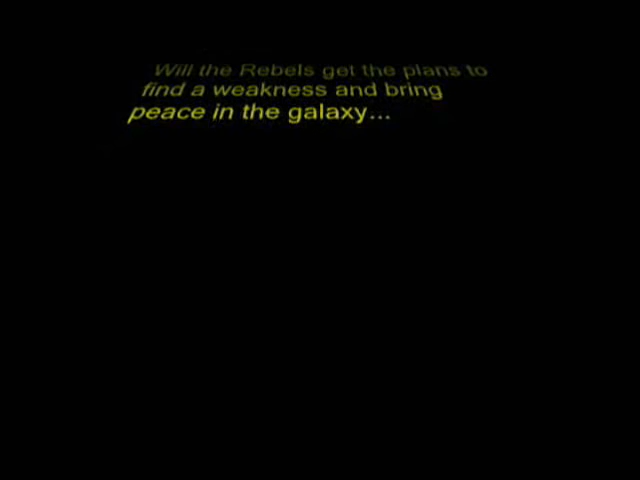 Will the Rebels get the plans to
find a weakness and bring
peace in the galaxy...